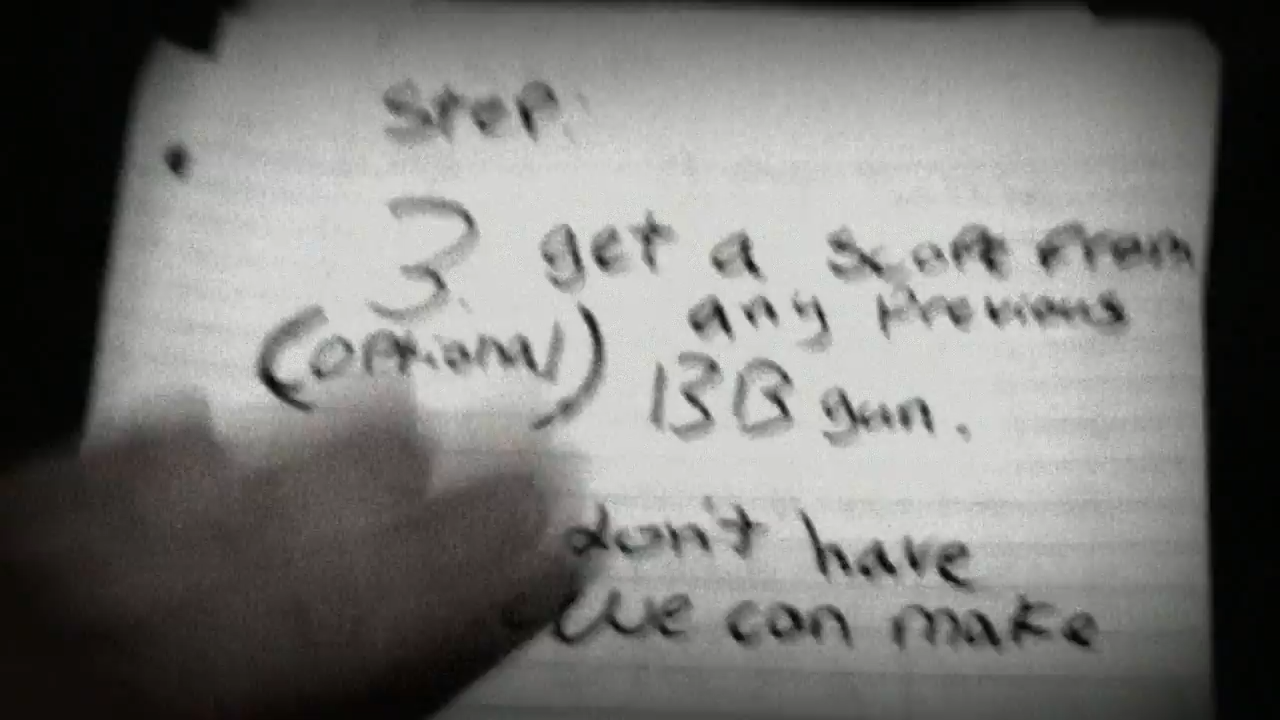 Step:
3. get a scope from
(optional) any previous
BB gun.
don't have
we can make